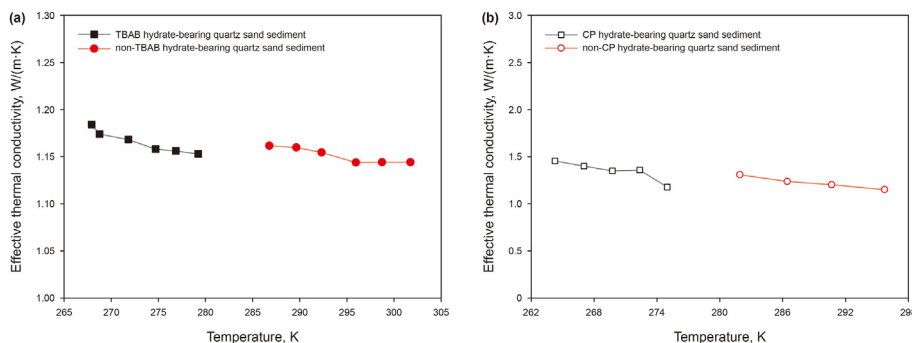 (a)
TBAB hydrate-bearing quartz sand sediment
non-TBAB hydrate-bearing quartz sand sediment
Effective thermal conductivity, W/(m·K)
1.30
1.25
1.20
1.15
1.10
1.05
1.00
265 270 275 280 285 290 295 300 305
Temperature, K
(b)
CP hydrate-bearing quartz sand sediment
non-CP hydrate-bearing quartz sand sediment
Effective thermal conductivity, W/(m·K)
3.0
2.5
2.0
1.5
1.0
0.5
0
262 268 274 280 286 292 298
Temperature, K